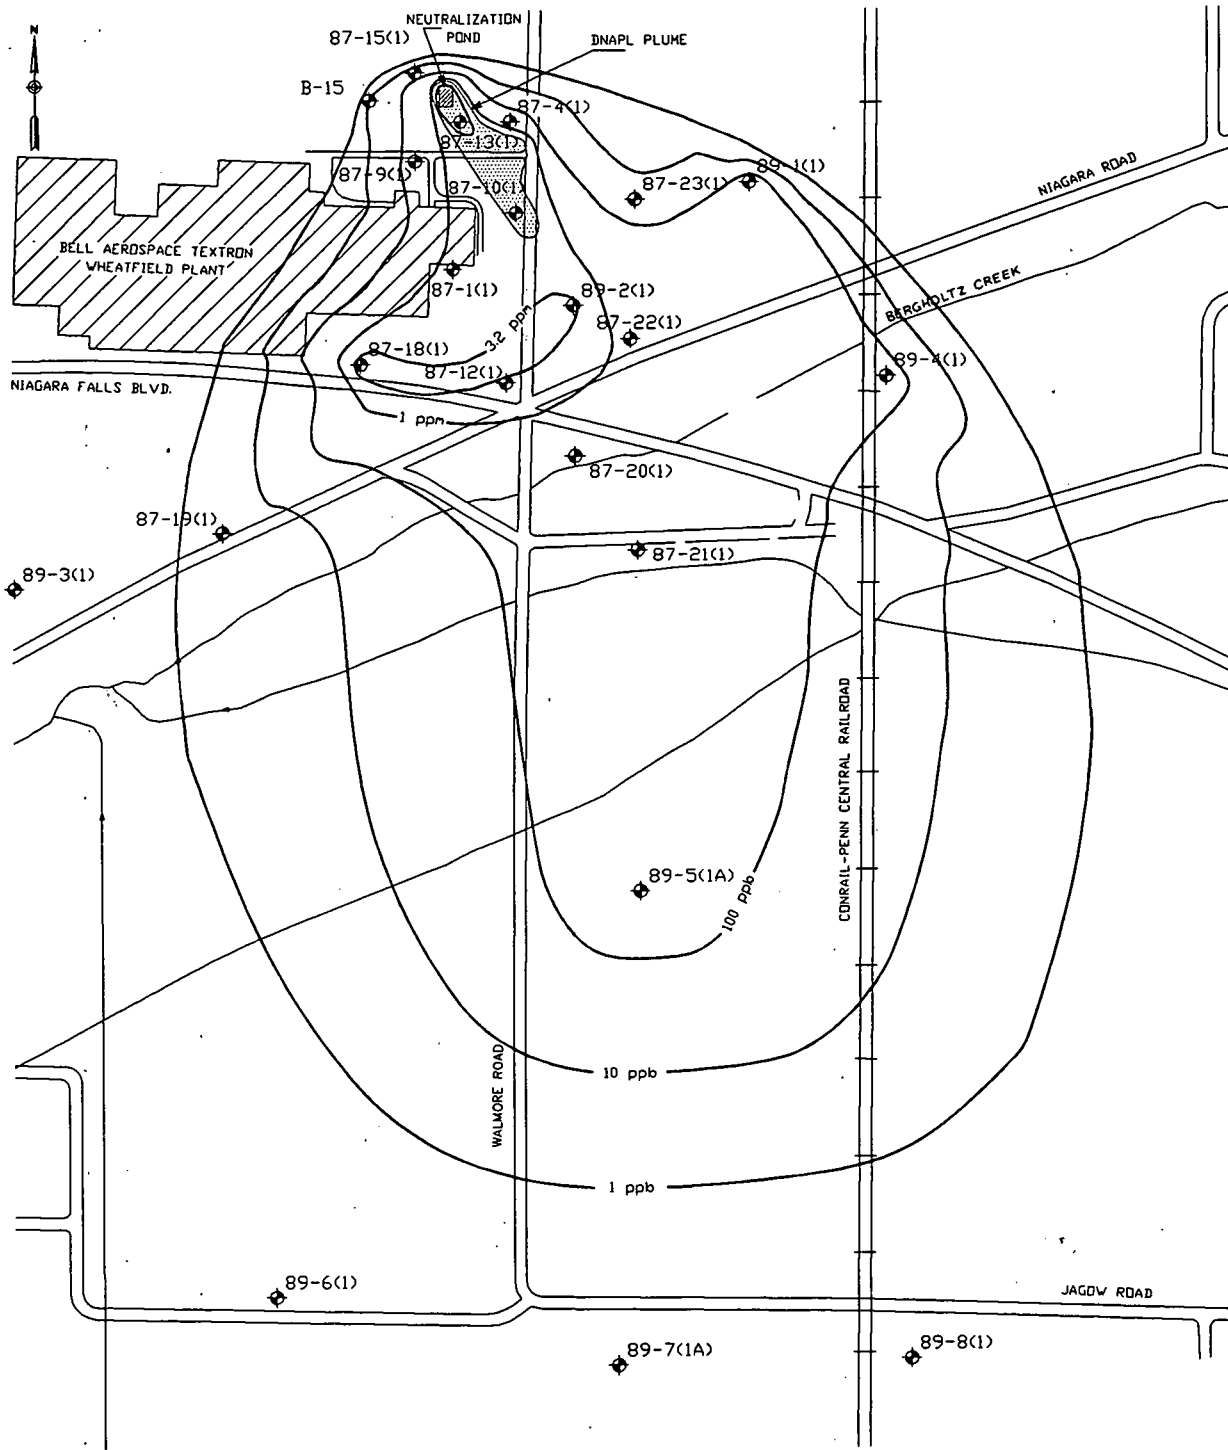 N
NEUTRALIZATION
POND
87-15(1)
DNAPL PLUME
B-15
87-4(1)
87-13(1)
87-9(1)
87-10(1)
87-23(1)
89-1(1)
NIAGARA ROAD
BELL AEROSPACE TEXTRON
WHEATFIELD PLANT
87-1(1)
89-2(1)
BERGHOLTZ CREEK
3.2 ppm
87-22(1)
87-18(1)
87-12(1)
89-4(1)
NIAGARA FALLS BLVD.
1 ppm
87-20(1)
87-19(1)
87-21(1)
89-3(1)
CONRAIL-PENN CENTRAL RAILROAD
89-5(1A)
100 ppb
WALMORE ROAD
10 ppb
1 ppb
89-6(1)
JAGOW ROAD
89-7(1A)
89-8(1)